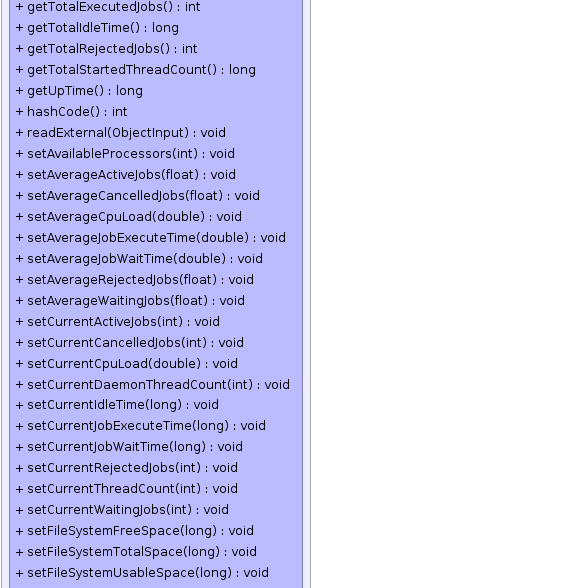 + getTotalExecutedJobs() : int
+ getTotalIdleTime() : long
+ getTotalRejectedJobs() : int
+ getTotalStartedThreadCount() : long
+ getUpTime() : long
+ hashCode() : int
+ readExternal(ObjectInput) : void
+ setAvailableProcessors(int) : void
+ setAverageActiveJobs(float) : void
+ setAverageCancelledJobs(float) : void
+ setAverageCpuLoad(double) : void
+ setAverageJobExecuteTime(double) : void
+ setAverageJobWaitTime(double) : void
+ setAverageRejectedJobs(float) : void
+ setAverageWaitingJobs(float) : void
+ setCurrentActiveJobs(int) : void
+ setCurrentCancelledJobs(int) : void
+ setCurrentCpuLoad(double) : void
+ setCurrentDaemonThreadCount(int) : void
+ setCurrentIdleTime(long) : void
+ setCurrentJobExecuteTime(long) : void
+ setCurrentJobWaitTime(long) : void
+ setCurrentRejectedJobs(int) : void
+ setCurrentThreadCount(int) : void
+ setCurrentWaitingJobs(int) : void
+ setFileSystemFreeSpace(long) : void
+ setFileSystemTotalSpace(long) : void
+ setFileSystemUsableSpace(long) : void